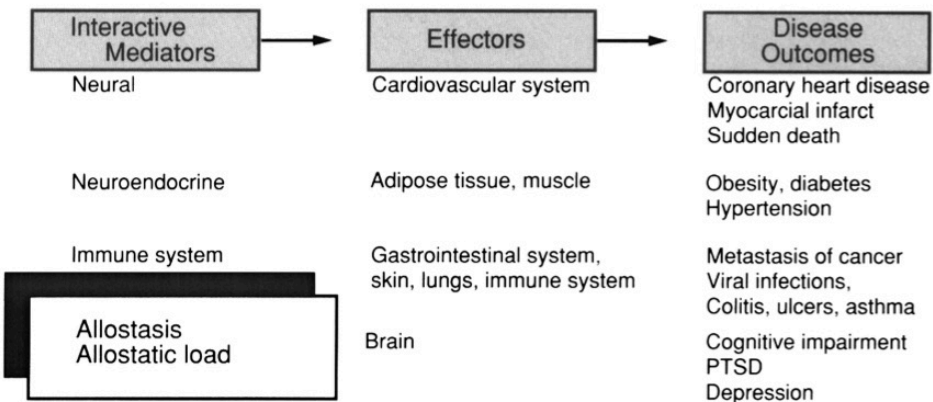 Interactive
Mediators
Effectors
Disease
Outcomes
Neural
Cardiovascular system
Coronary heart disease
Myocarcial infarct
Sudden death
Neuroendocrine
Adipose tissue, muscle
Obesity, diabetes
Hypertension
Immune system
Gastrointestinal system,
skin, lungs, immune system
Metastasis of cancer
Viral infections,
Colitis, ulcers, asthma
Allostasis
Allostatic load
Brain
Cognitive impairment
PTSD
Depression